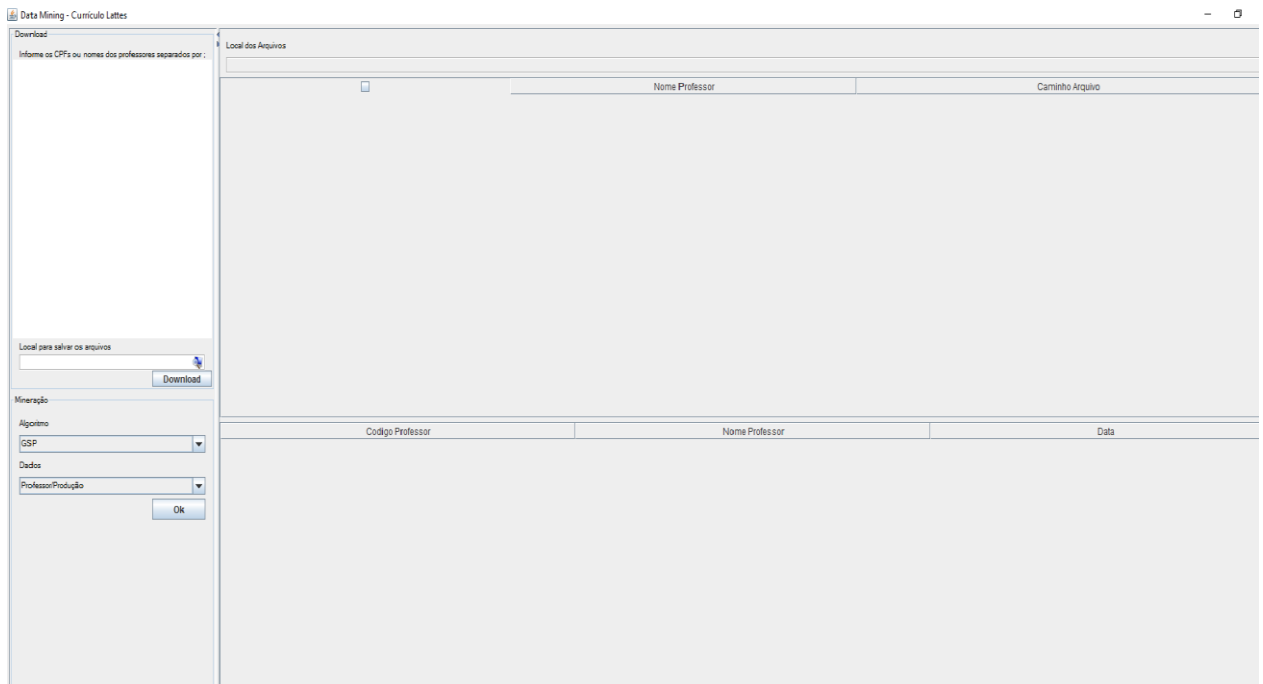 Data Mining - Currículo Lattes
Download
Informe os CPFs ou nomes dos professores separados por ;
Local para salvar os arquivos
Download
Mineração
Algoritmo
GSP
Dados
Professor/Produção
Ok
Local dos Arquivos
Nome Professor
Caminho Arquivo
Codigo Professor
Nome Professor
Data